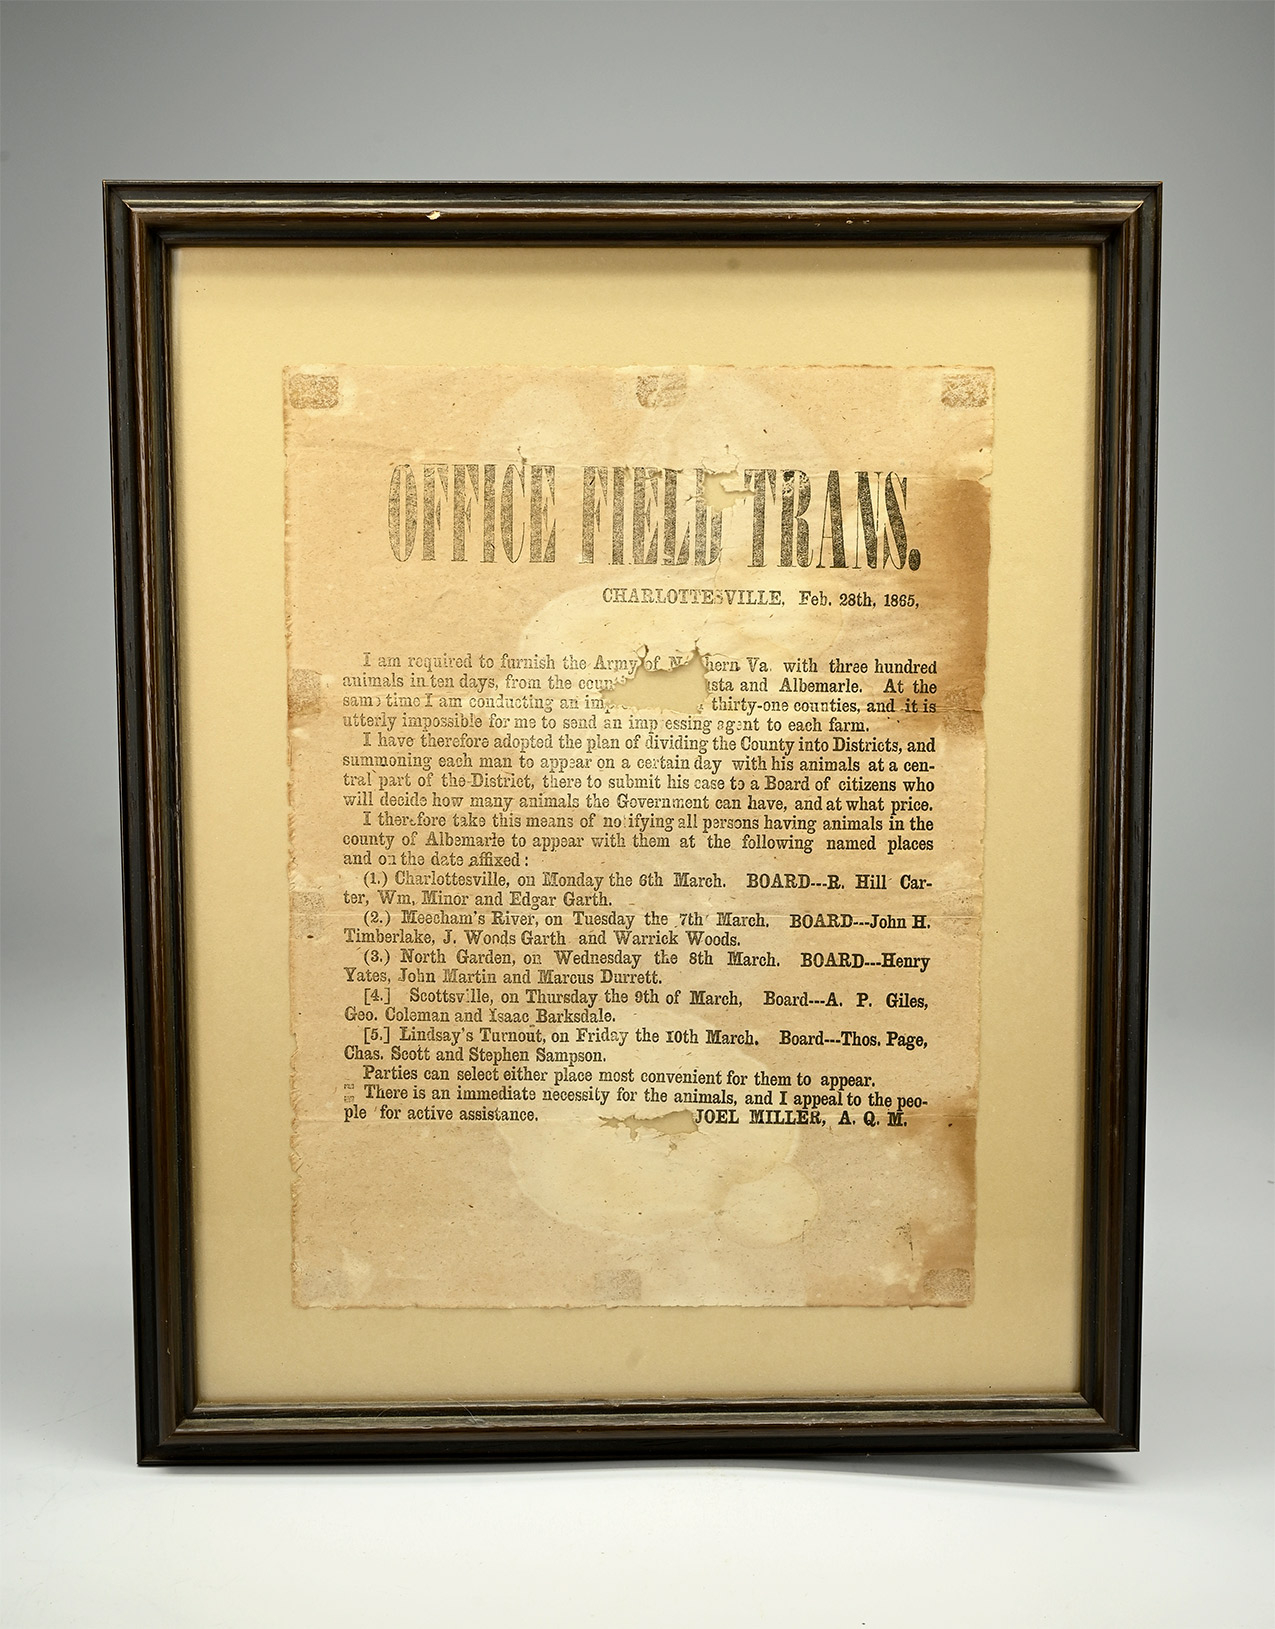 OFFICE FIELD TRANS.
CHARLOTTESVILLE, Feb. 28th, 1865,
I am required to furnish the Army of hern Va. with three hundred
animals in ten days, from the coun sta and Albemarle. At the
same time I am conducting an imp thirty-one counties, and it is
utterly impossible for me to send an impressing agent to each farm.
I have therefore adopted the plan of dividing the County into Districts, and
summoning each man to appear on a certain day with his animals at a cen-
tral part of the District, there to submit his case to a Board of citizens who
will decide how many animals the Government can have, and at what price.
I therefore take this means of notifying all persons having animals in the
county of Albemarle to appear with them at the following named places
and on the date affixed:
(1.) Charlottesville, on Monday the 6th March. BOARD---R. Hill Car-
ter, Wm, Minor and Edgar Garth.
(2.) Meecham's River, on Tuesday the 7th March. BOARD---John H.
Timberlake, J. Woods Garth and Warrick Woods.
(3.) North Garden, on Wednesday the 8th March. BOARD---Henry
Yates, John Martin and Marcus Durrett.
[4.] Scottsville, on Thursday the 9th of March, Board---A. P. Giles,
Geo. Coleman and Isaac Barksdale.
[5.] Lindsay's Turnout, on Friday the 10th March. Board---Thos. Page,
Chas. Scott and Stephen Sampson.
Parties can select either place most convenient for them to appear.
There is an immediate necessity for the animals, and I appeal to the peo-
ple for active assistance. JOEL MILLER, A. Q. M.